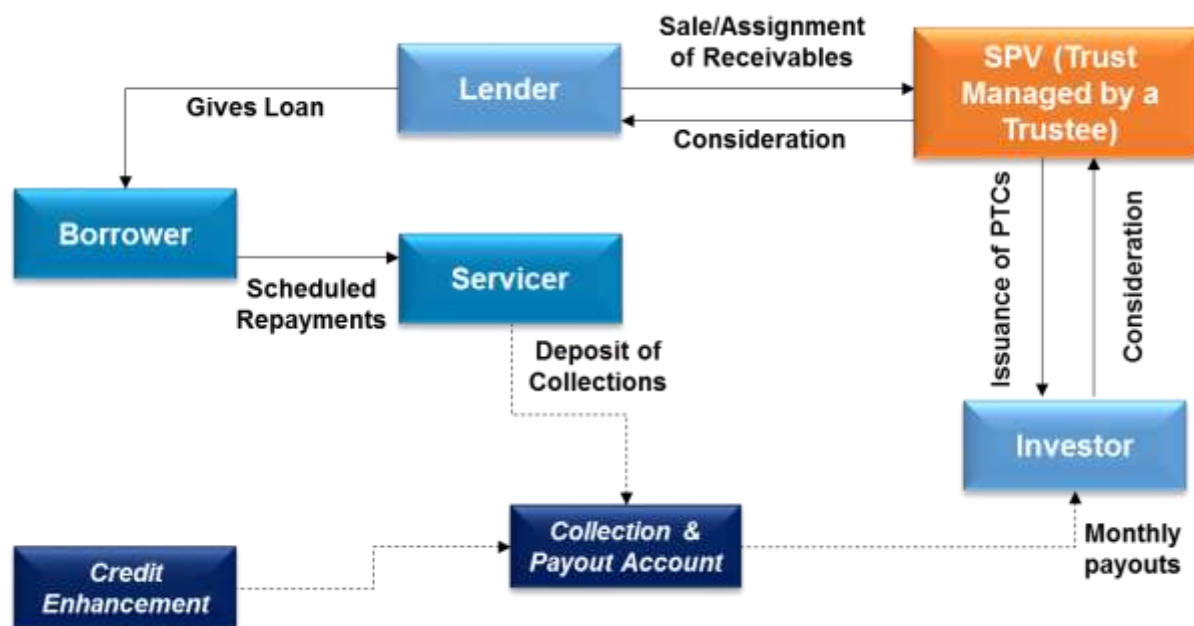 Sale/Assignment
of Receivables
Lender
SPV (Trust
Managed by a
Trustee)
Gives Loan
Consideration
Borrower
Servicer
Scheduled
Repayments
Issuance of PTCs
Consideration
Deposit of
Collections
Investor
Collection &
Payout Account
Monthly
payouts
Credit
Enhancement